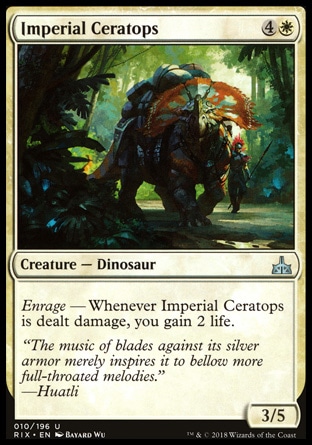 Imperial Ceratops 4
Creature — Dinosaur
Enrage — Whenever Imperial Ceratops
is dealt damage, you gain 2 life.
“The music of blades against its silver
armor merely inspires it to bellow more
full-throated melodies.”
—Huatli
3/5
010/196 U
RIX • EN Bayard Wu
™ & © 2018 Wizards of the Coast